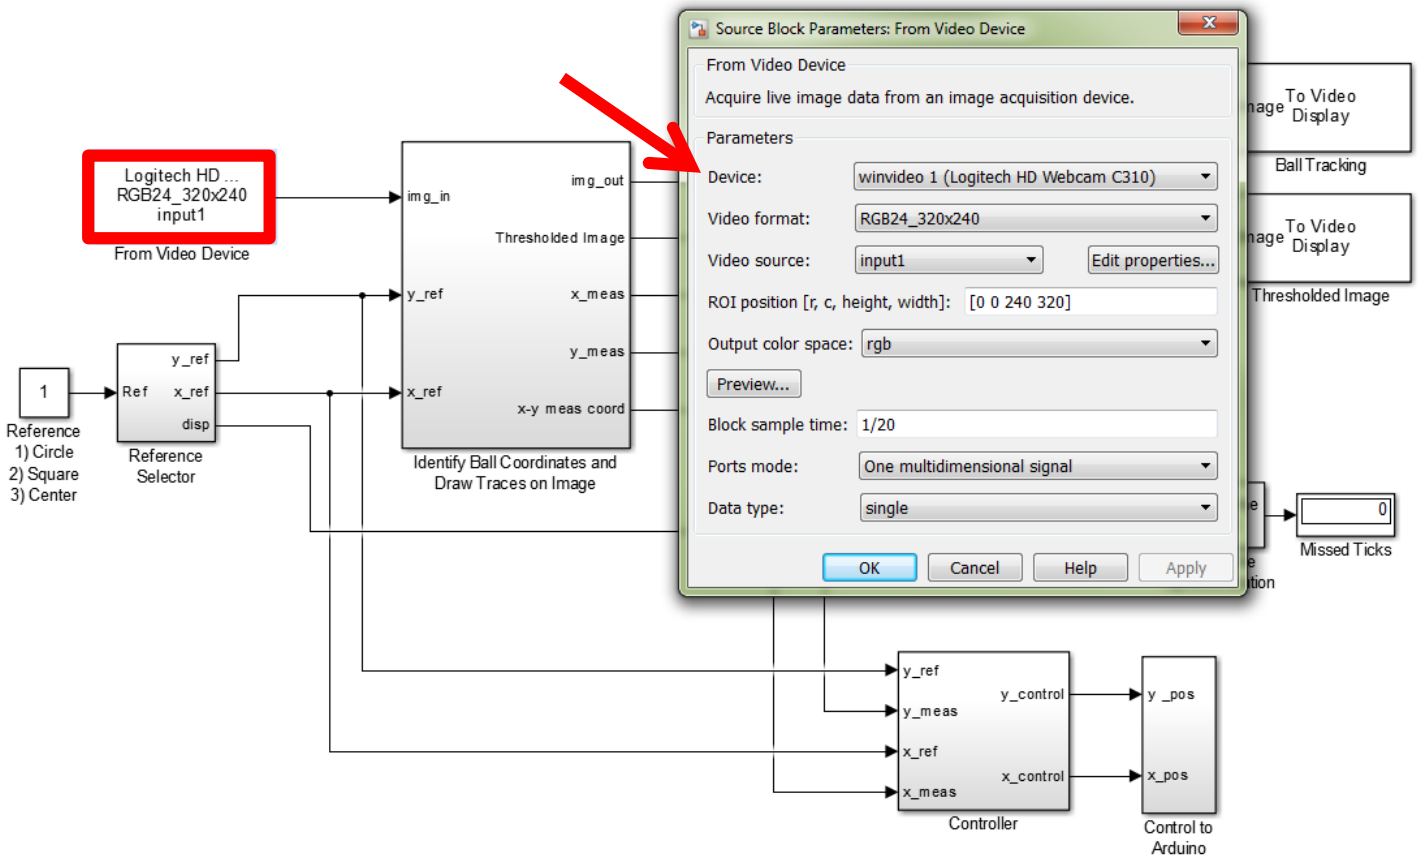 Source Block Parameters: From Video Device
From Video Device
Acquire live image data from an image acquisition device.
Parameters
Device: winvideo 1 (Logitech HD Webcam C310)
Video format: RGB24_320x240
Video source: input1 Edit properties...
ROI position [r, c, height, width]: [0 0 240 320]
Output color space: rgb
Preview...
Block sample time: 1/20
Ports mode: One multidimensional signal
Data type: single
OK Cancel Help Apply
Logitech HD ...
RGB24_320x240
input1
From Video Device
1
Reference
1) Circle
2) Square
3) Center
Ref
y_ref
x_ref
disp
Reference
Selector
img_in
y_ref
x_ref
img_out
Thresholded Image
x_meas
y_meas
x-y meas coord
Identify Ball Coordinates and
Draw Traces on Image
To Video
Display
Ball Tracking
To Video
Display
Thresholded Image
0
Missed Ticks
y_ref
y_meas
x_ref
x_meas
y_control
x_control
Controller
y _pos
x_pos
Control to
Arduino